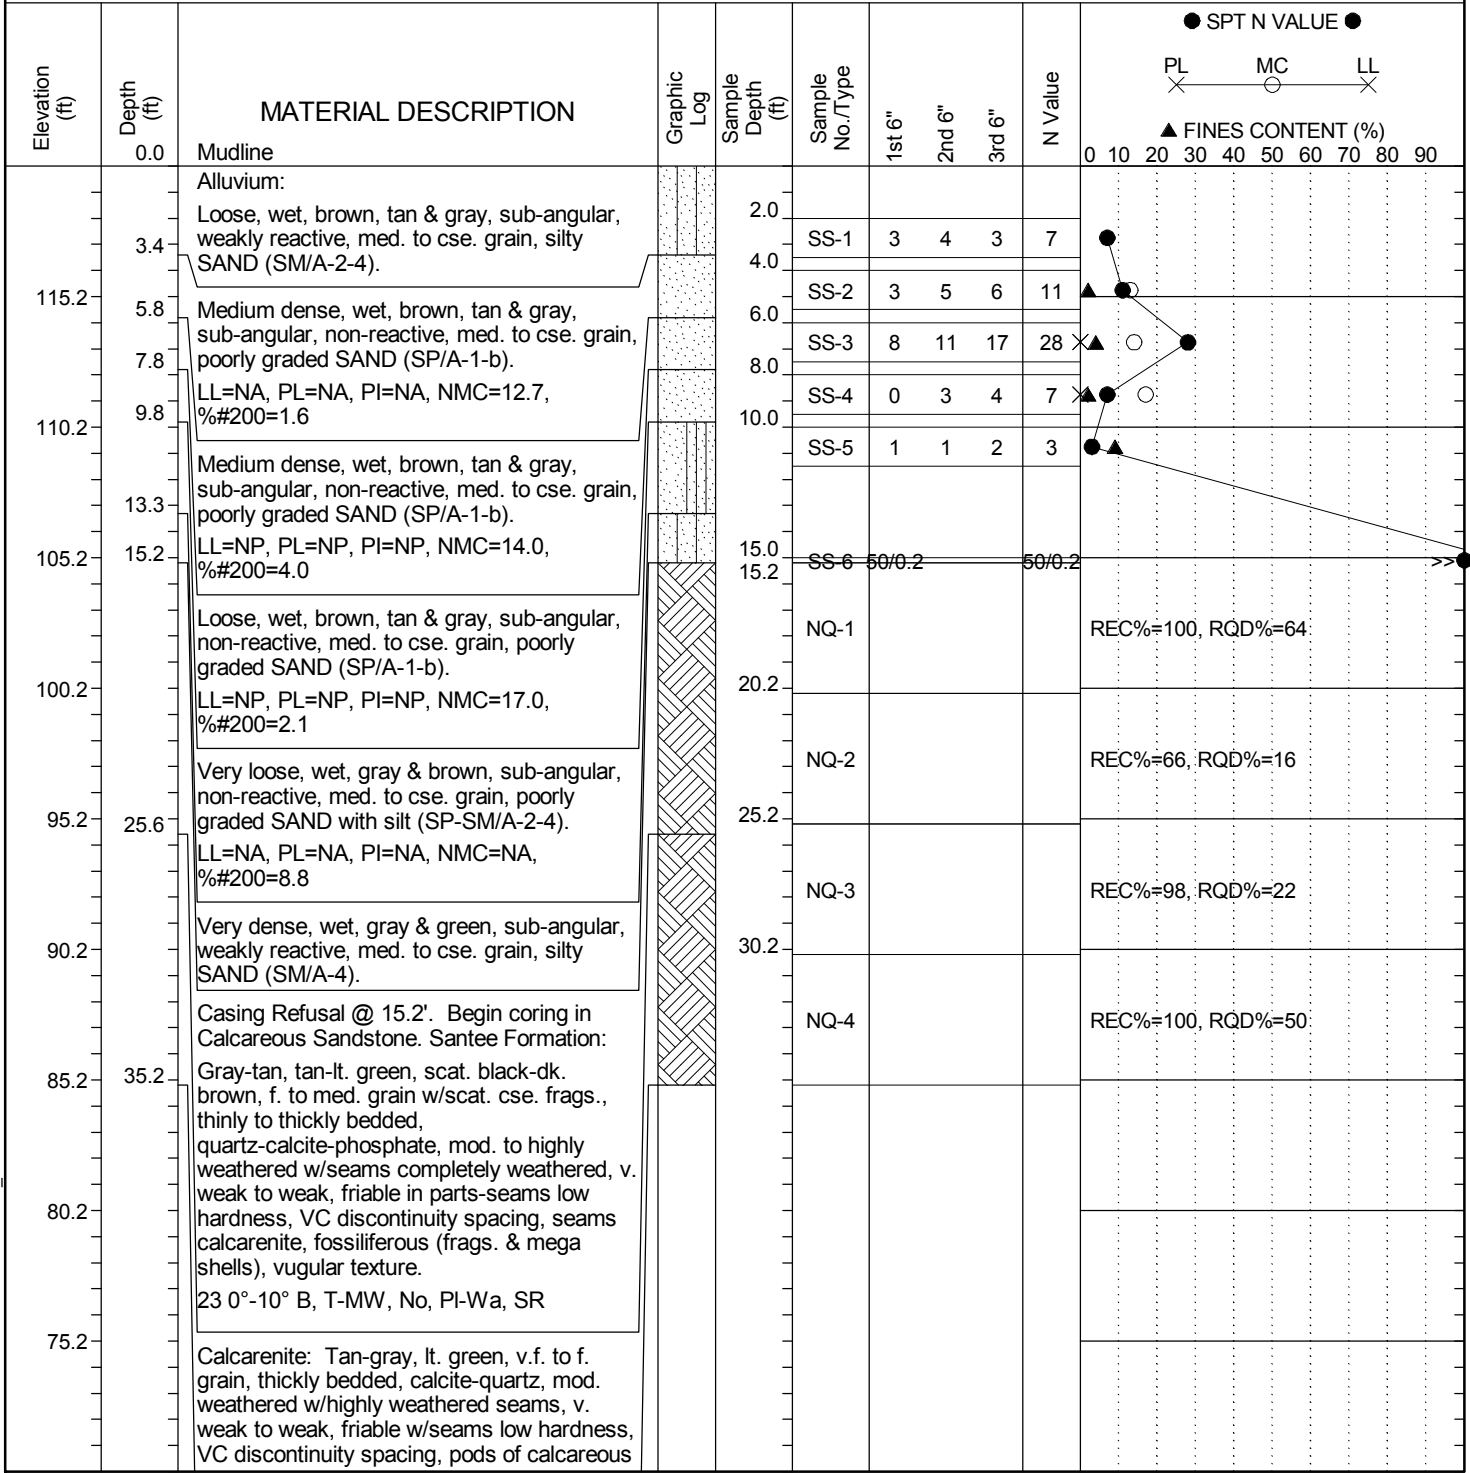 ● SPT N VALUE ●
PL MC LL
▲ FINES CONTENT (%)
0 10 20 30 40 50 60 70 80 90
Elevation
(ft)
Depth
(ft)
0.0
MATERIAL DESCRIPTION
Graphic
Log
Sample
Depth
(ft)
Sample
No./Type
1st 6"
2nd 6"
3rd 6"
N Value
Mudline
Alluvium:
Loose, wet, brown, tan & gray, sub-angular,
weakly reactive, med. to cse. grain, silty
SAND (SM/A-2-4).
Medium dense, wet, brown, tan & gray,
sub-angular, non-reactive, med. to cse. grain,
poorly graded SAND (SP/A-1-b).
LL=NA, PL=NA, PI=NA, NMC=12.7,
%#200=1.6
Medium dense, wet, brown, tan & gray,
sub-angular, non-reactive, med. to cse. grain,
poorly graded SAND (SP/A-1-b).
LL=NP, PL=NP, PI=NP, NMC=14.0,
%#200=4.0
Loose, wet, brown, tan & gray, sub-angular,
non-reactive, med. to cse. grain, poorly
graded SAND (SP/A-1-b).
LL=NP, PL=NP, PI=NP, NMC=17.0,
%#200=2.1
Very loose, wet, gray & brown, sub-angular,
non-reactive, med. to cse. grain, poorly
graded SAND with silt (SP-SM/A-2-4).
LL=NA, PL=NA, PI=NA, NMC=NA,
%#200=8.8
Very dense, wet, gray & green, sub-angular,
weakly reactive, med. to cse. grain, silty
SAND (SM/A-4).
Casing Refusal @ 15.2'. Begin coring in
Calcareous Sandstone. Santee Formation:
Gray-tan, tan-lt. green, scat. black-dk.
brown, f. to med. grain w/scat. cse. frags.,
thinly to thickly bedded,
quartz-calcite-phosphate, mod. to highly
weathered w/seams completely weathered, v.
weak to weak, friable in parts-seams low
hardness, VC discontinuity spacing, seams
calcarenite, fossiliferous (frags. & mega
shells), vugular texture.
23 0°-10° B, T-MW, No, Pl-Wa, SR
Calcarenite: Tan-gray, lt. green, v.f. to f.
grain, thickly bedded, calcite-quartz, mod.
weathered w/highly weathered seams, v.
weak to weak, friable w/seams low hardness,
VC discontinuity spacing, pods of calcareous
115.2
110.2
105.2
100.2
95.2
90.2
85.2
80.2
75.2
3.4
5.8
7.8
9.8
13.3
15.2
25.6
35.2
2.0
4.0
6.0
8.0
10.0
15.0
15.2
20.2
25.2
30.2
SS-1 3 4 3 7
SS-2 3 5 6 11
SS-3 8 11 17 28
SS-4 0 3 4 7
SS-5 1 1 2 3
SS-6 50/0.2 50/0.2 >>
NQ-1 REC%=100, RQD%=64
NQ-2 REC%=66, RQD%=16
NQ-3 REC%=98, RQD%=22
NQ-4 REC%=100, RQD%=50